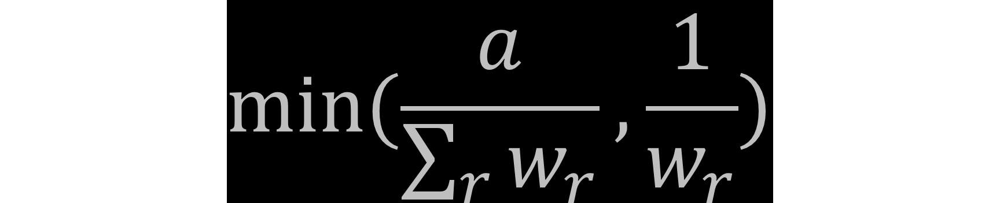 min(a/∑_r w_r , 1/w_r)